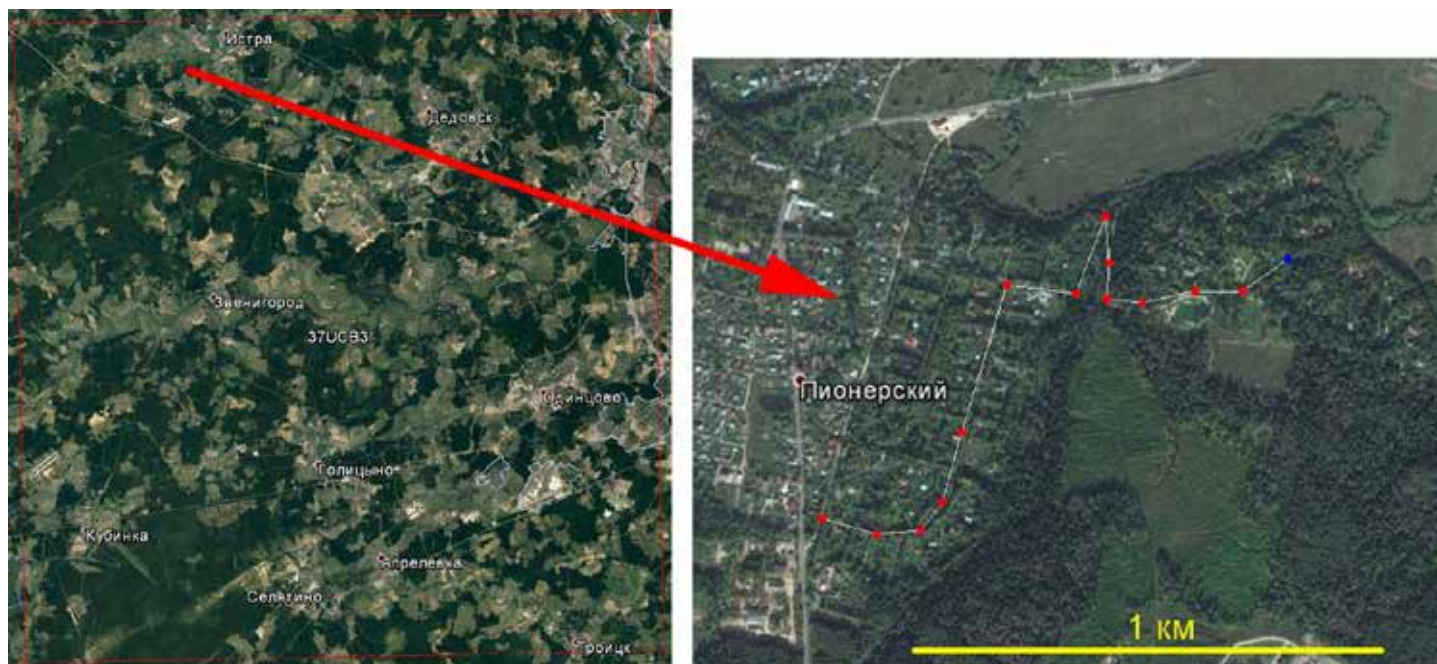 Истра
Дедовск
Звенигород
37UCB3
Одинцово
Голицыно
Кубинка
Апрелевка
Селятино
Троицк
Пионерский
1 км